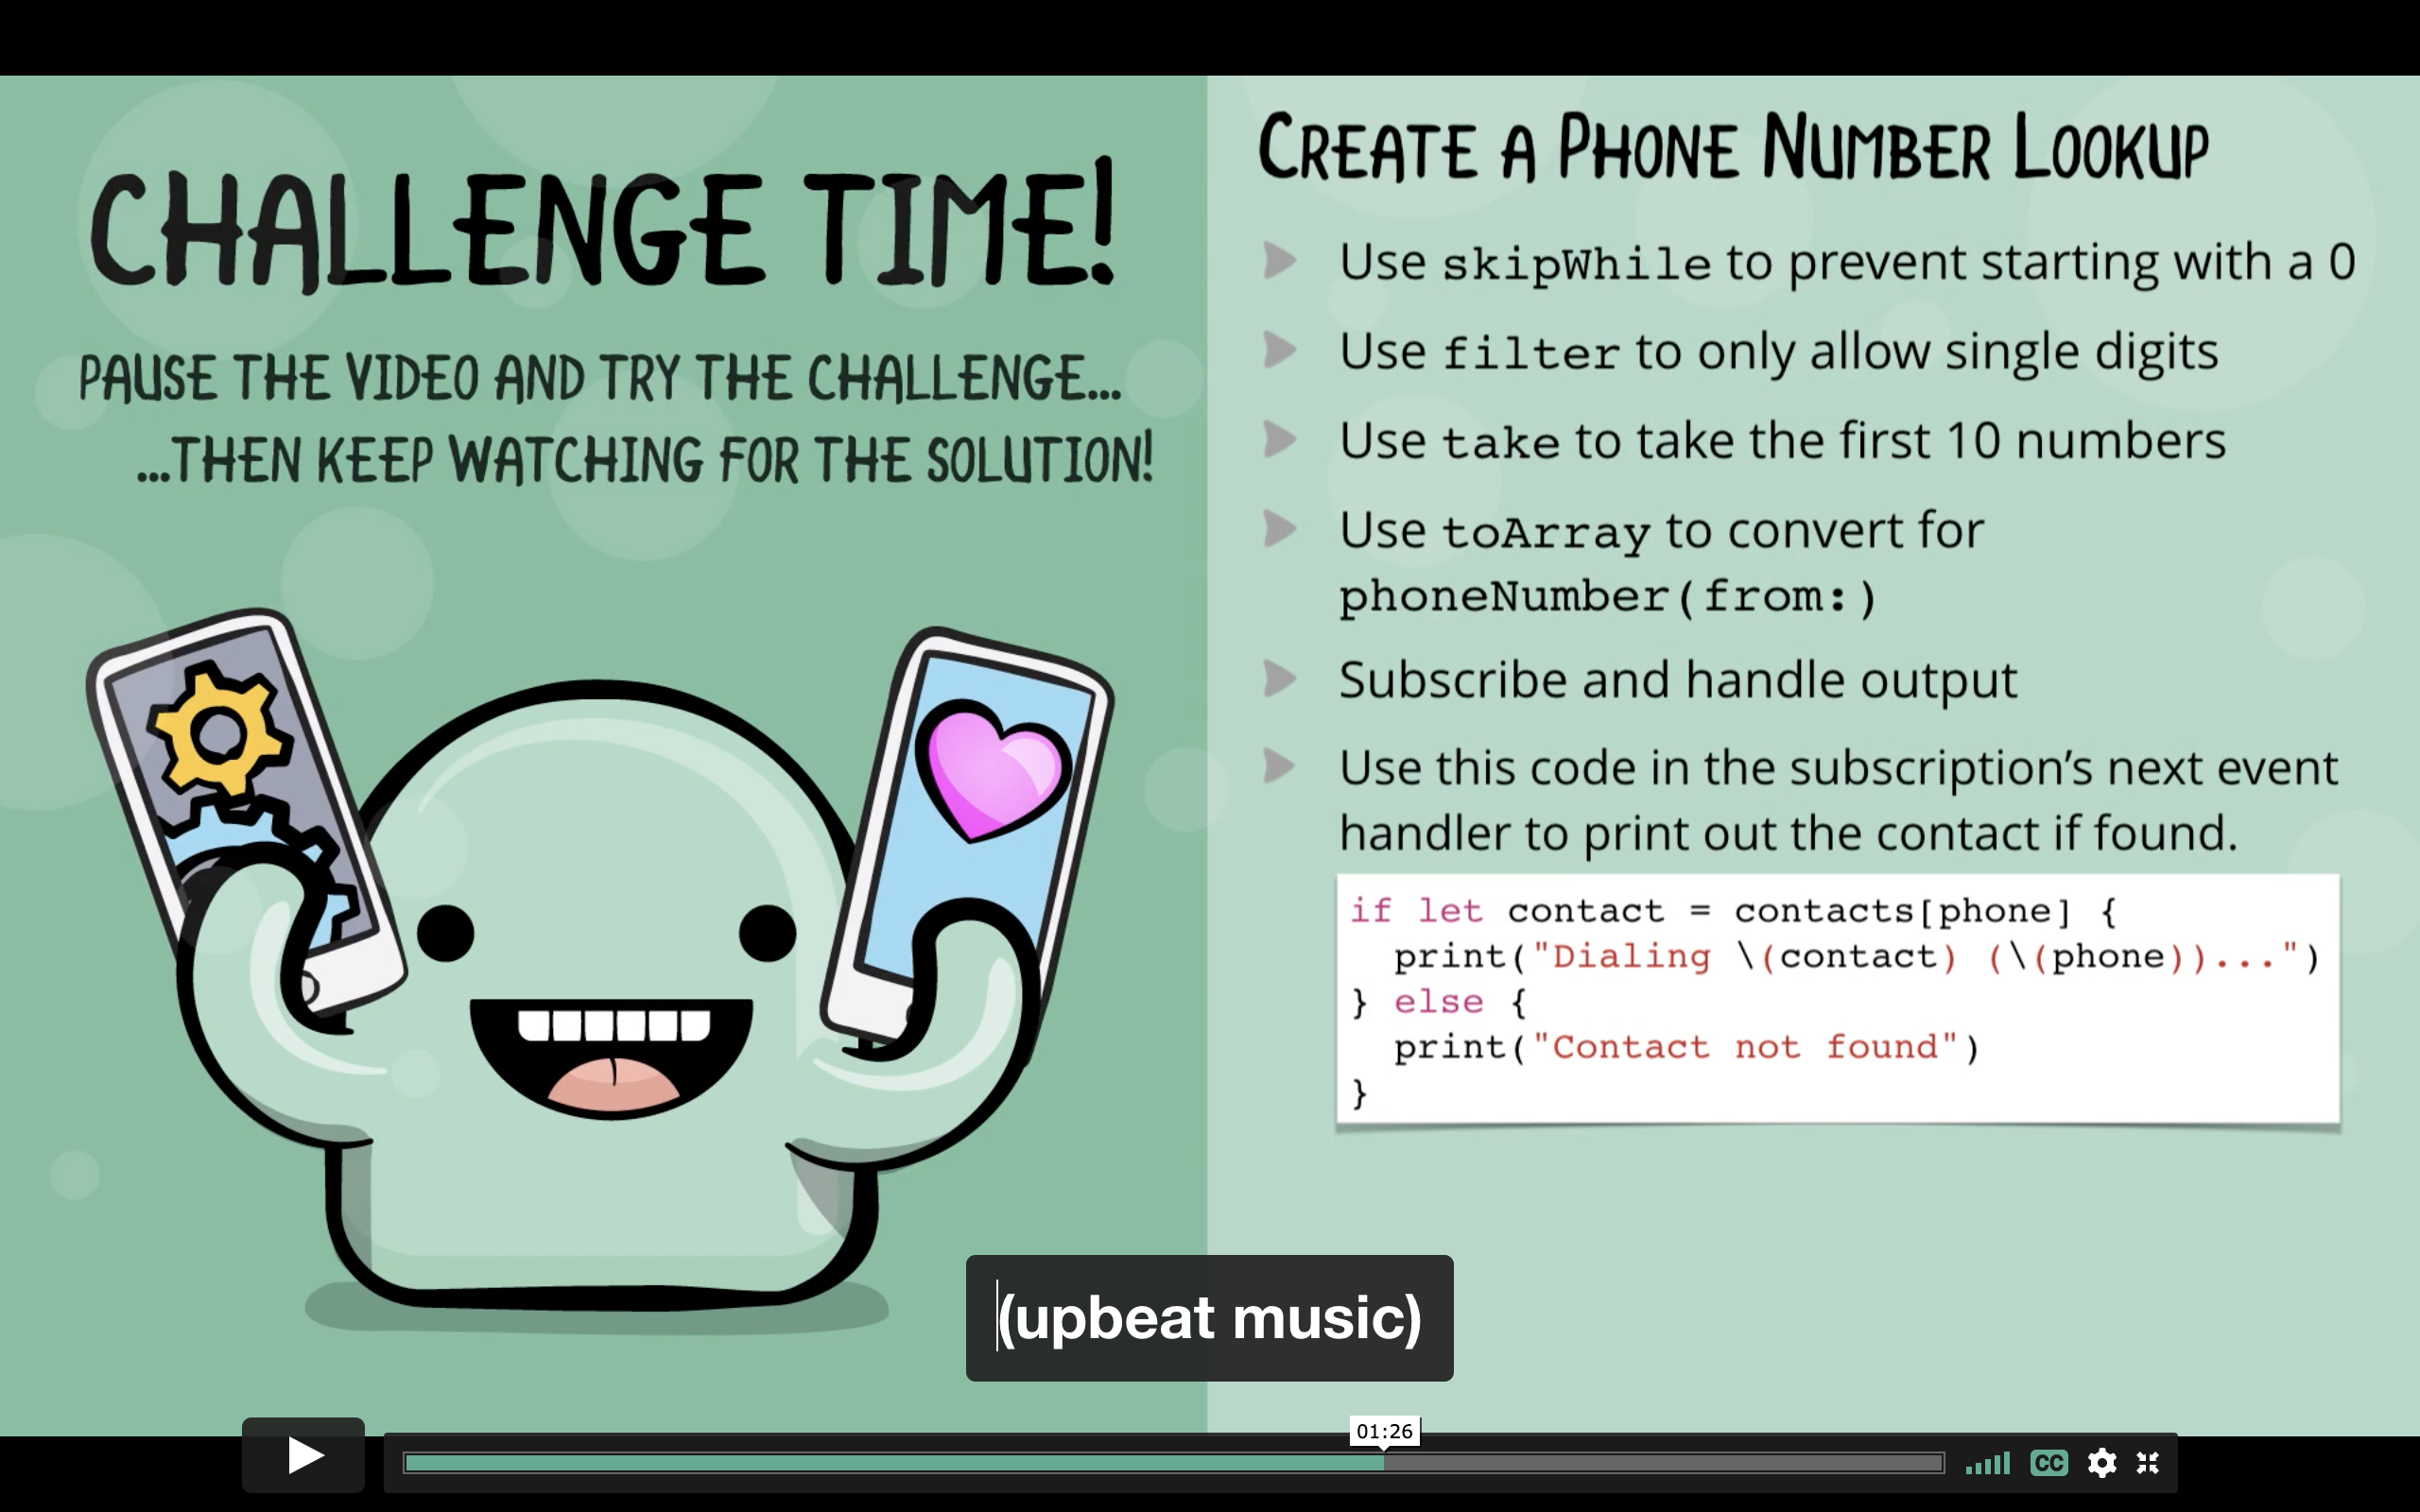 CHALLENGE TIME!
PAUSE THE VIDEO AND TRY THE CHALLENGE...
...THEN KEEP WATCHING FOR THE SOLUTION!
CREATE A PHONE NUMBER LOOKUP
Use skipWhile to prevent starting with a 0
Use filter to only allow single digits
Use take to take the first 10 numbers
Use toArray to convert for
phoneNumber(from:)
Subscribe and handle output
Use this code in the subscription’s next event
handler to print out the contact if found.
if let contact = contacts[phone] {
  print("Dialing \(contact) (\(phone))...")
} else {
  print("Contact not found")
}
(upbeat music)
01:26
CC